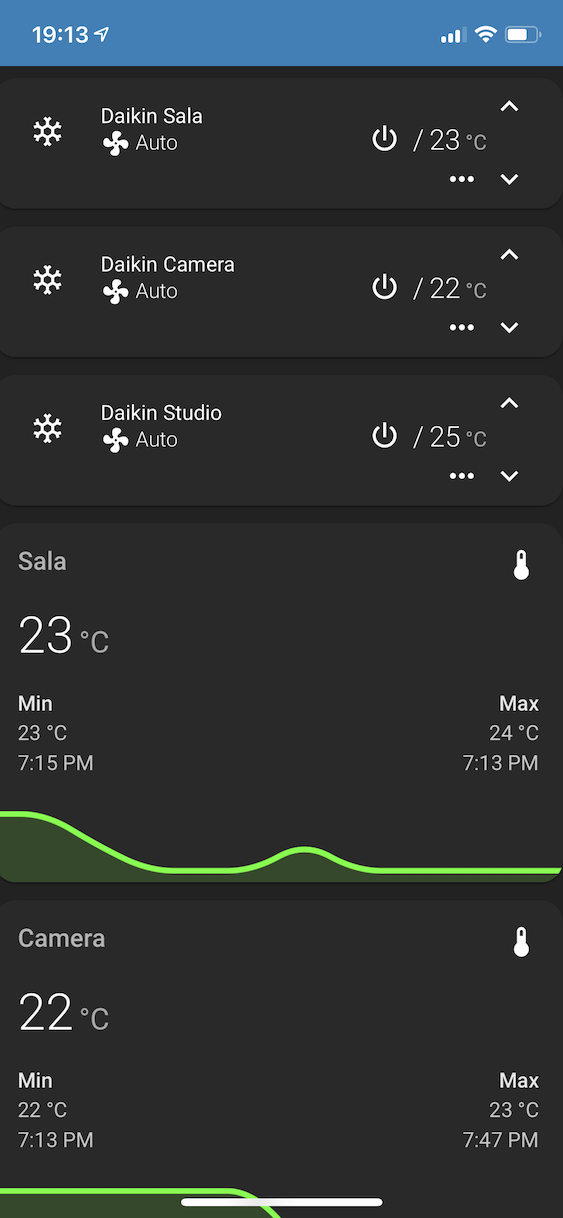 19:13
Daikin Sala
Auto
/ 23 °C
Daikin Camera
Auto
/ 22 °C
Daikin Studio
Auto
/ 25 °C
Sala
23 °C
Min Max
23 °C 24 °C
7:15 PM 7:13 PM
Camera
22 °C
Min Max
22 °C 23 °C
7:13 PM 7:47 PM